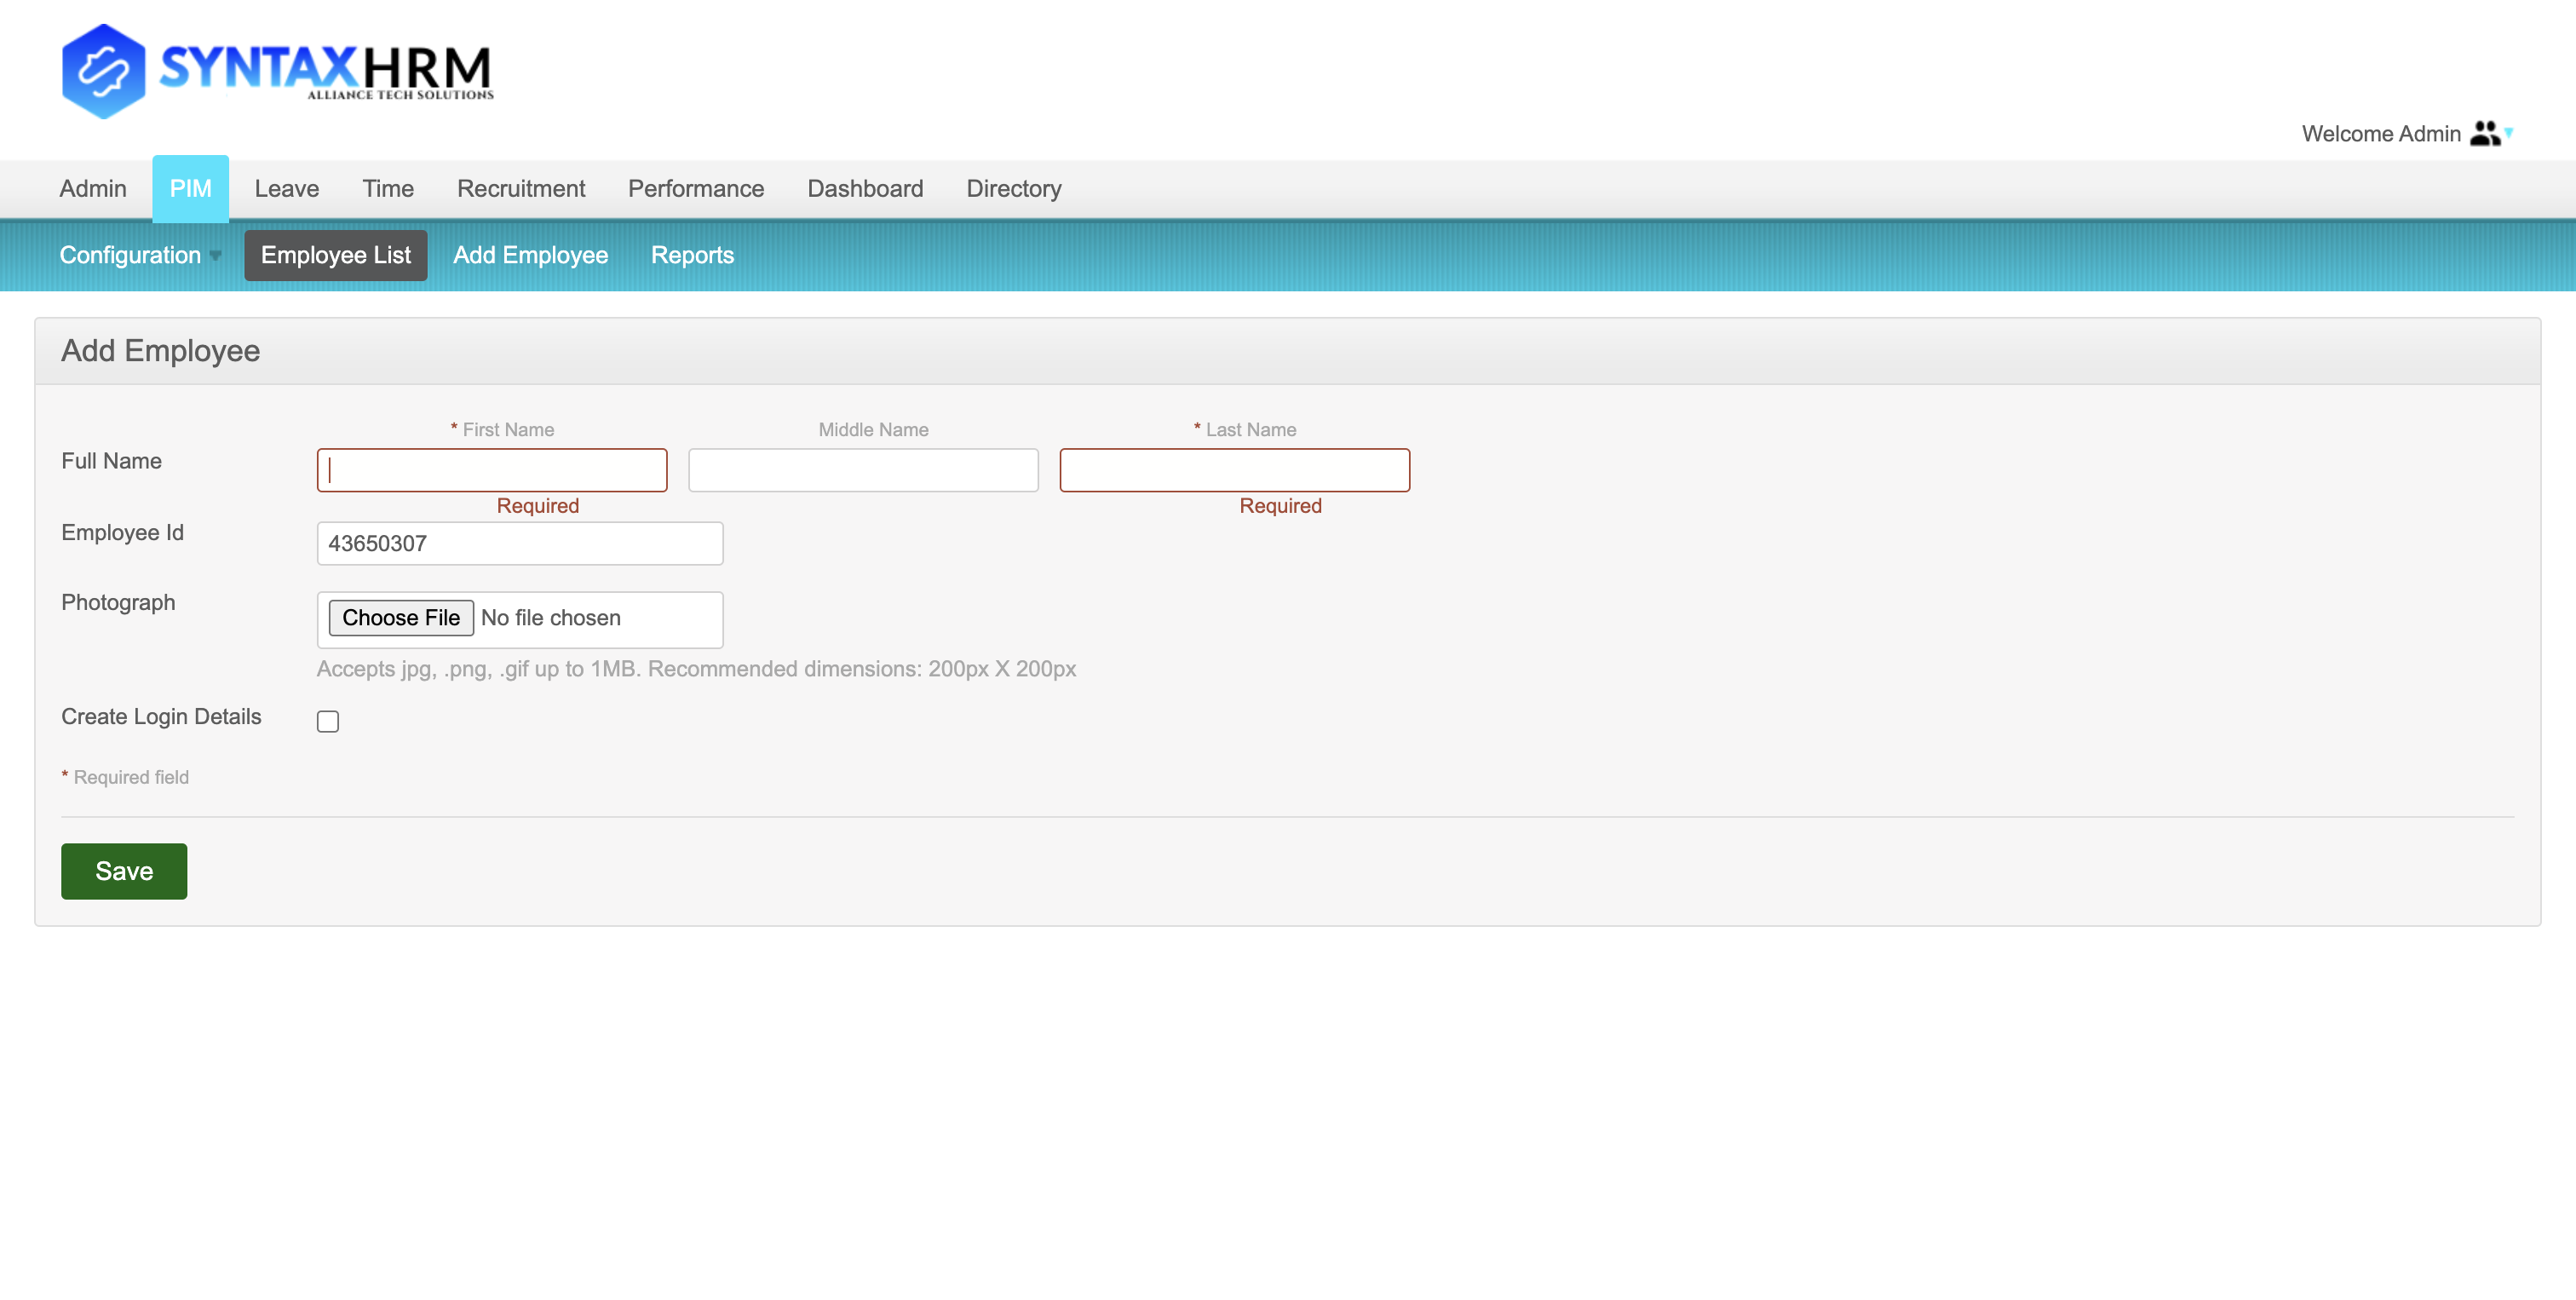 SYNTAXHRM
ALLIANCE TECH SOLUTIONS
Welcome Admin
Admin PIM Leave Time Recruitment Performance Dashboard Directory
Configuration Employee List Add Employee Reports
Add Employee
* First Name Middle Name * Last Name
Full Name
Required Required
Employee Id 43650307
Photograph Choose File No file chosen
Accepts jpg, .png, .gif up to 1MB. Recommended dimensions: 200px X 200px
Create Login Details
* Required field
Save